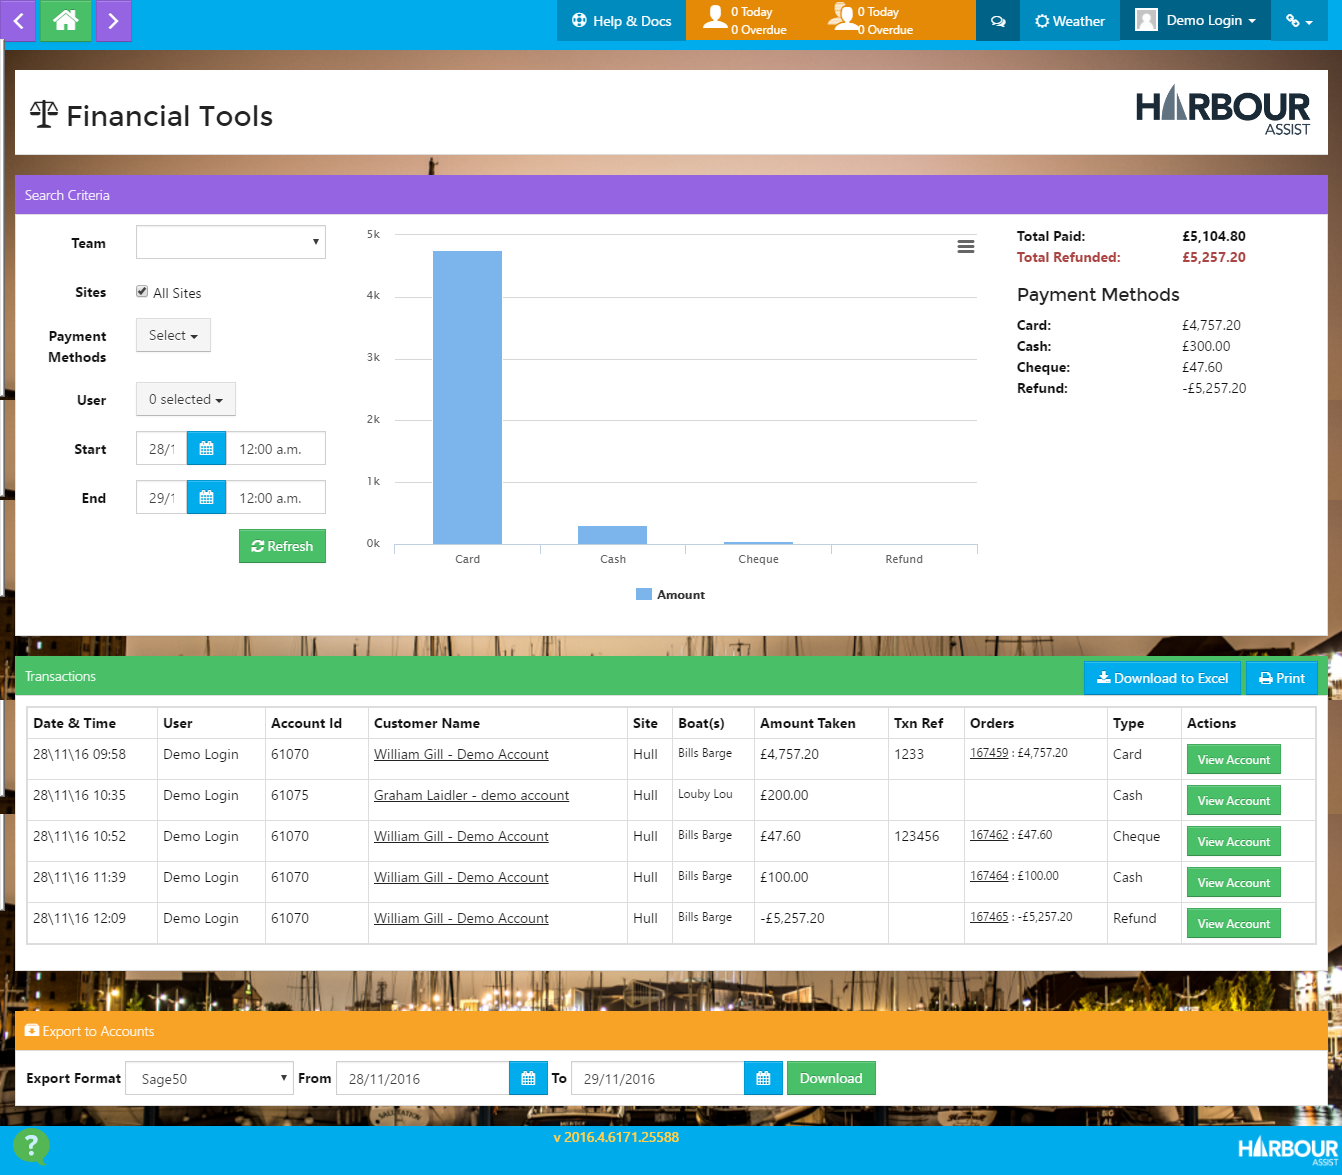 Help & Docs
0 Today
0 Overdue
0 Today
0 Overdue
Weather
Demo Login
Financial Tools
HARBOUR
ASSIST
Search Criteria
Team
Sites
All Sites
Payment
Methods
Select
User
0 selected
Start
28/1
12:00 a.m.
End
29/1
12:00 a.m.
Refresh
5k
4k
3k
2k
1k
0k
Card Cash Cheque Refund
Amount
Total Paid: £5,104.80
Total Refunded: £5,257.20
Payment Methods
Card: £4,757.20
Cash: £300.00
Cheque: £47.60
Refund: -£5,257.20
Transactions
Download to Excel
Print
Date & Time User Account Id Customer Name Site Boat(s) Amount Taken Txn Ref Orders Type Actions
28\11\16 09:58 Demo Login 61070 William Gill - Demo Account Hull Bills Barge £4,757.20 1233 167459 : £4,757.20 Card View Account
28\11\16 10:35 Demo Login 61075 Graham Laidler - demo account Hull Louby Lou £200.00 Cash View Account
28\11\16 10:52 Demo Login 61070 William Gill - Demo Account Hull Bills Barge £47.60 123456 167462 : £47.60 Cheque View Account
28\11\16 11:39 Demo Login 61070 William Gill - Demo Account Hull Bills Barge £100.00 167464 : £100.00 Cash View Account
28\11\16 12:09 Demo Login 61070 William Gill - Demo Account Hull Bills Barge -£5,257.20 167465 : -£5,257.20 Refund View Account
Export to Accounts
Export Format Sage50 From 28/11/2016 To 29/11/2016 Download
?
v 2016.4.6171.25588
HARBOUR
ASSIST